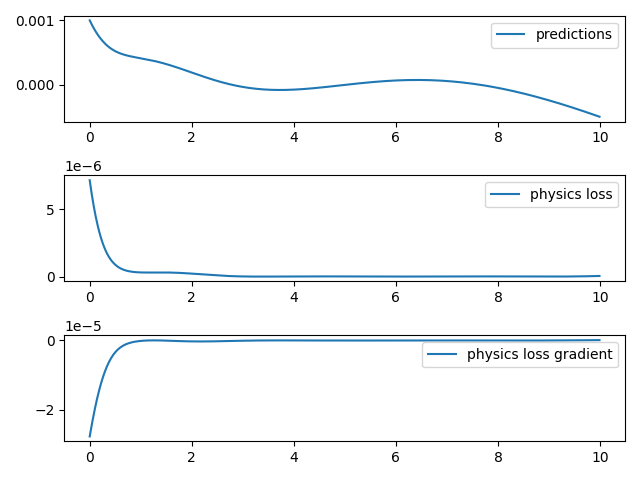 0.001
0.000
predictions
0 2 4 6 8 10
1e−6
5
0
physics loss
0 2 4 6 8 10
1e−5
0
−2
physics loss gradient
0 2 4 6 8 10